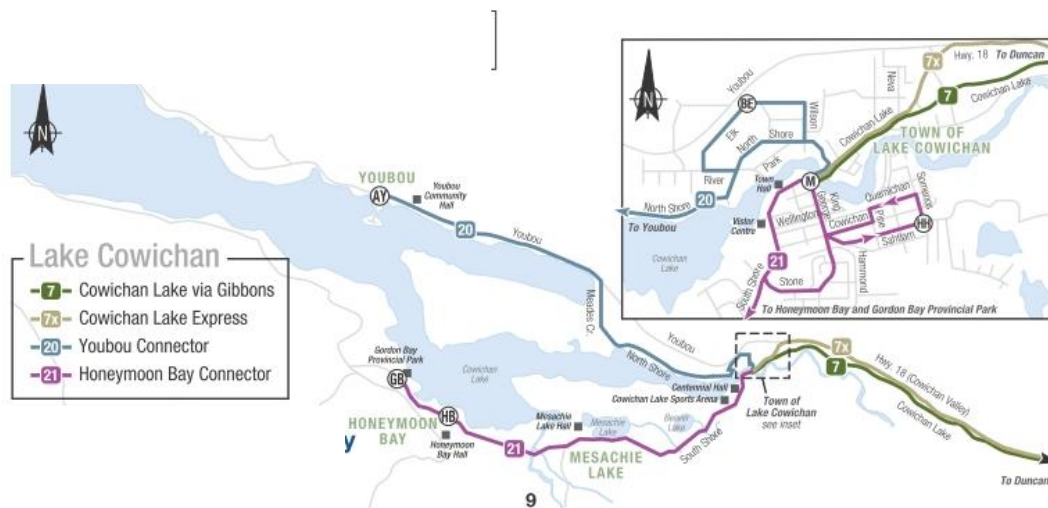 N
YOUBOU
AY
Youbou
Community
Hall
20
Youbou
Meades Cr.
Youbou
North Shore
Lake Cowichan
7 Cowichan Lake via Gibbons
7x Cowichan Lake Express
20 Youbou Connector
21 Honeymoon Bay Connector
Gordon Bay
Provincial Park
GB
Cowichan
Lake
HB
HONEYMOON
BAY
Honeymoon
Bay Hall
Mesachie
Lake Hall
Mesachie
Lake
Bearer
Lake
21
MESACHIE
LAKE
South Shore
Centennial Hall
Cowichan Lake Sports Arena
Town of
Lake Cowichan
see inset
7x
7
Hwy. 18 (Cowichan Valley)
Cowichan Lake
To Duncan
y
9
N
Youbou
BE
Elk
Wilson
North Shore
Park
River
Town
Hall
M
North Shore
20
To Youbou
Vistor
Centre
Cowichan
Lake
Wellington
King
George
Cowichan
Pine
Quamichan
Somenos
HH
Sahtlam
Hammond
Stone
21
South Shore
Neva
Cowichan Lake
7x
7
Hwy. 18 To Duncan
Cowichan Lake
TOWN OF
LAKE COWICHAN
To Honeymoon Bay and Gordon Bay Provincial Park